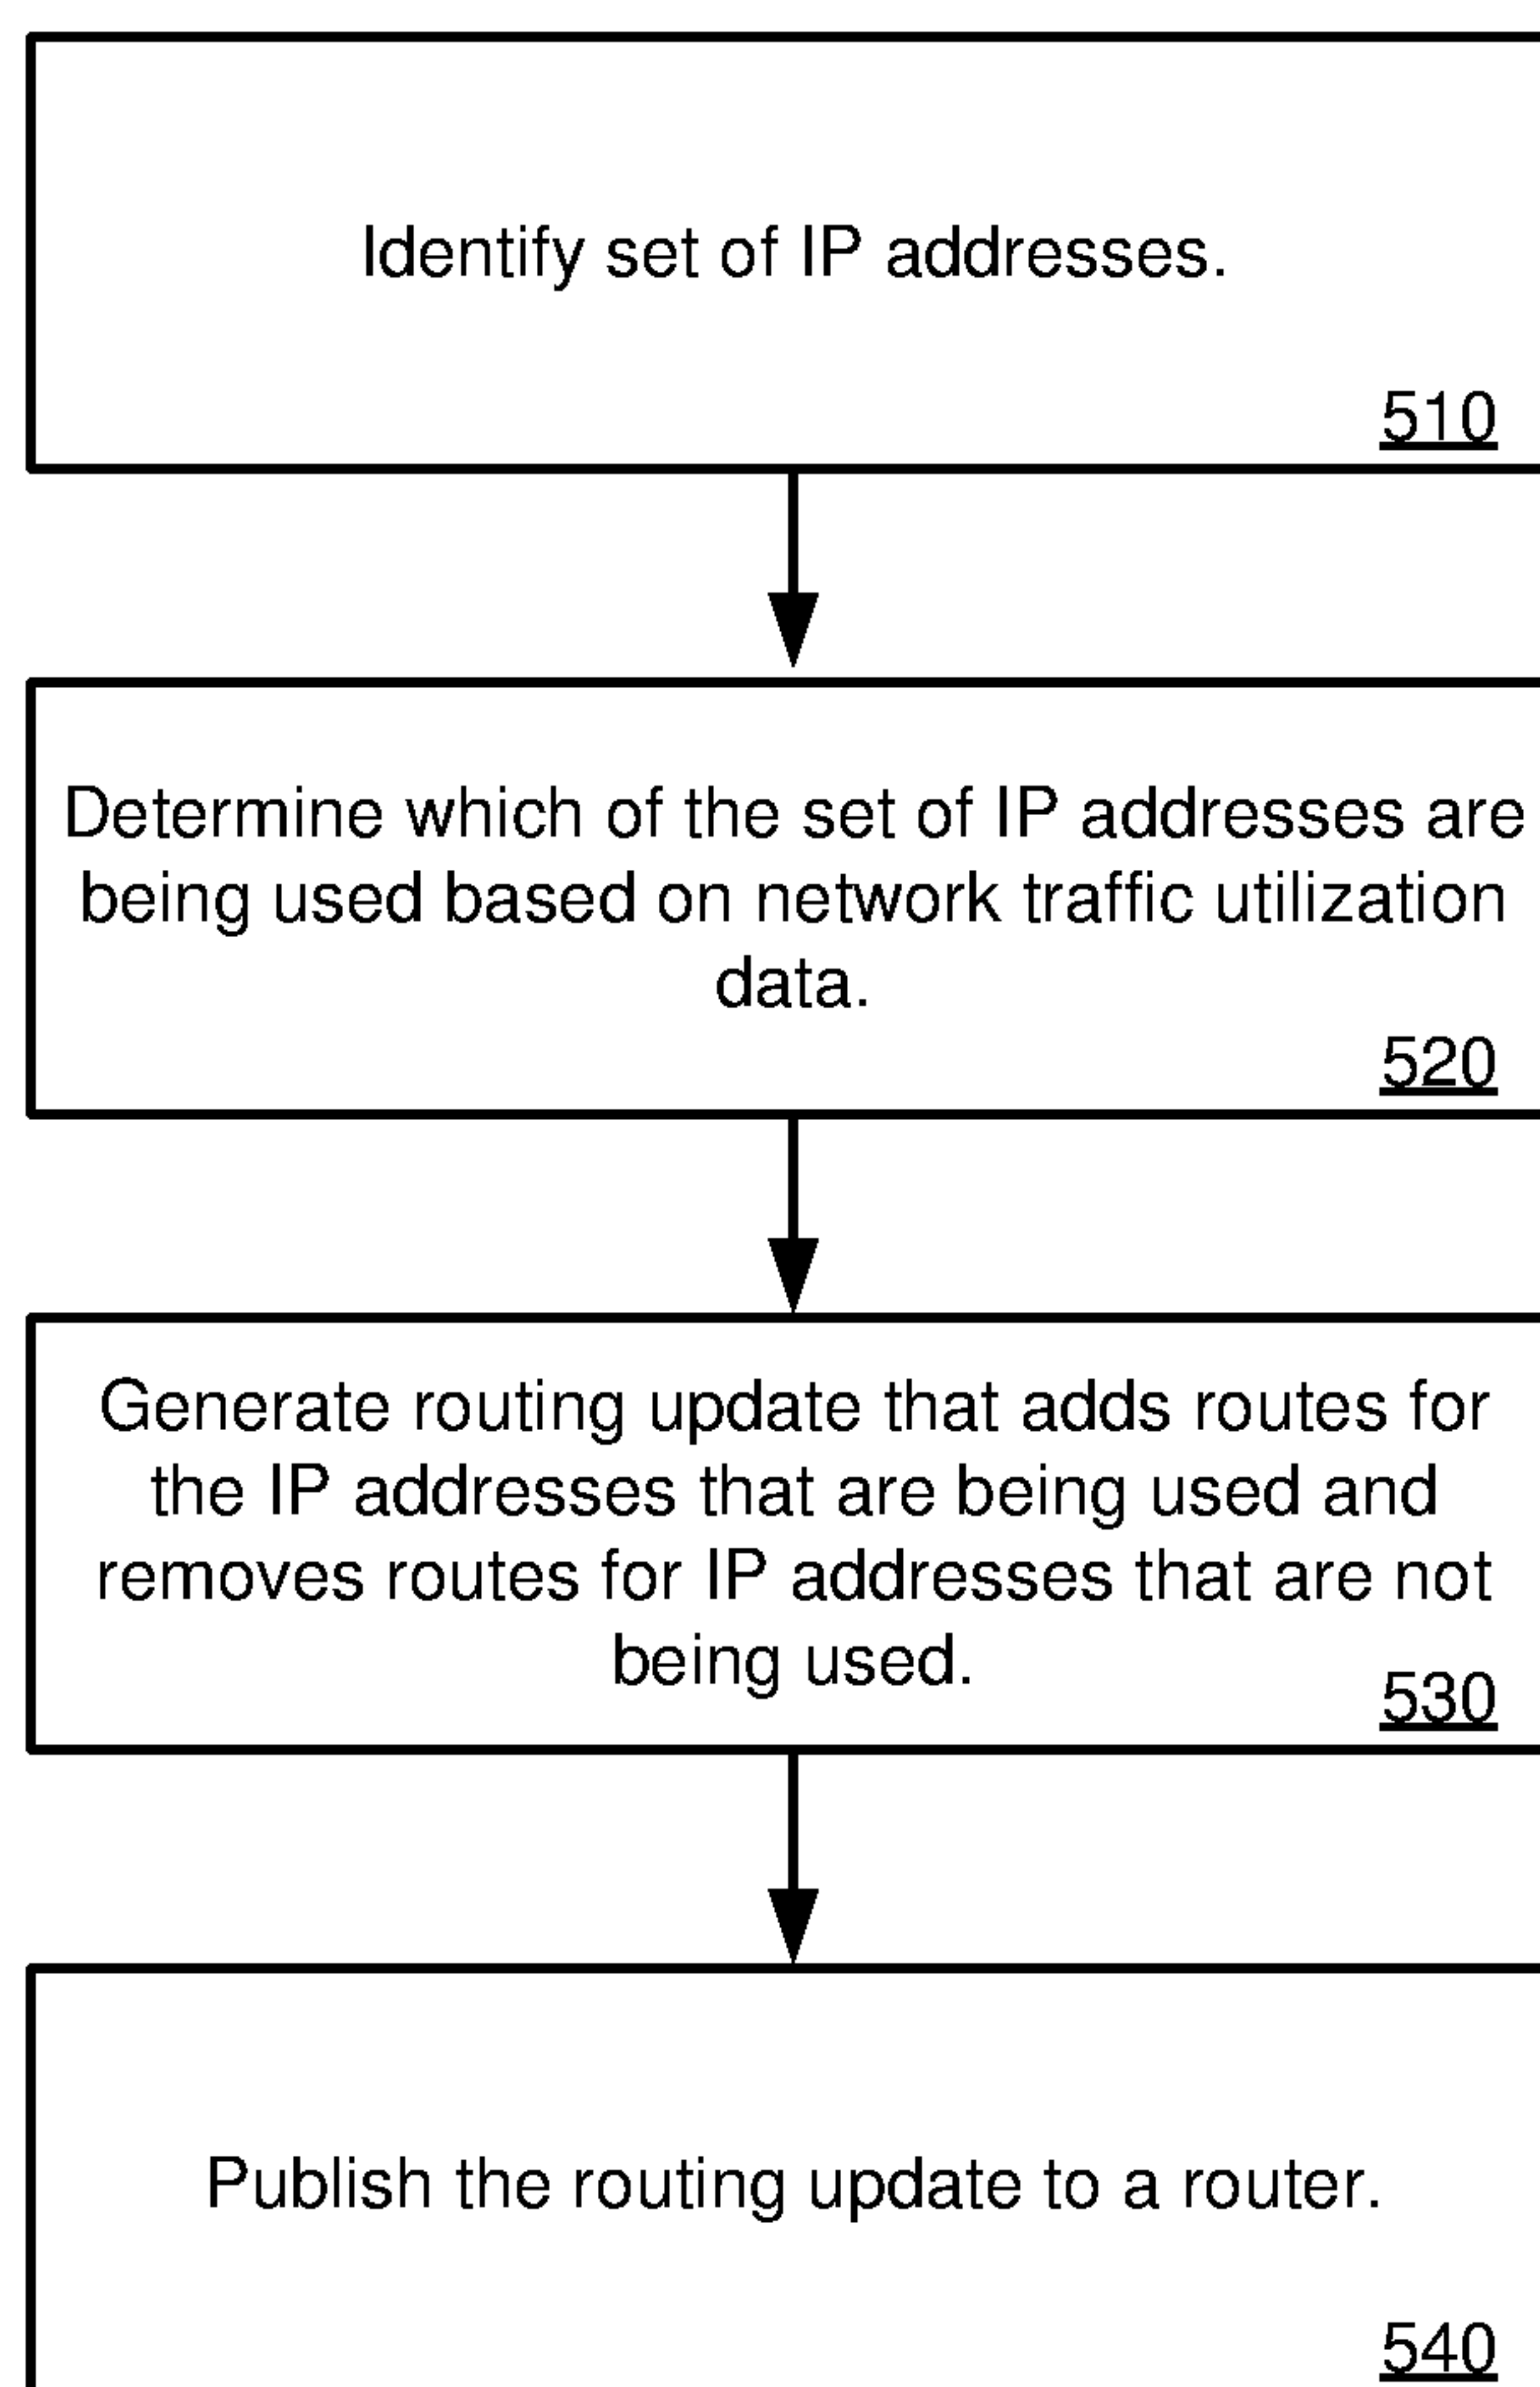 Identify set of IP addresses.
510
Determine which of the set of IP addresses are
being used based on network traffic utilization
data.
520
Generate routing update that adds routes for
the IP addresses that are being used and
removes routes for IP addresses that are not
being used.
530
Publish the routing update to a router.
540